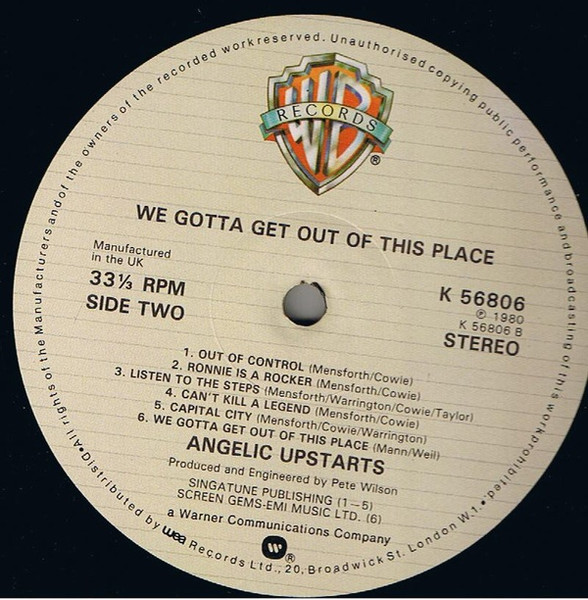 All rights of the Manufacturers and of the owners of the recorded work reserved. Unauthorised copying public performance and broadcasting of this work prohibited.
WB
RECORDS
®
WE GOTTA GET OUT OF THIS PLACE
Manufactured
in the UK
33⅓ RPM
SIDE TWO
K 56806
℗ 1980
K 56806 B
STEREO
1. OUT OF CONTROL (Mensforth/Cowie)
2. RONNIE IS A ROCKER (Mensforth/Cowie)
3. LISTEN TO THE STEPS (Mensforth/Warrington/Cowie/Taylor)
4. CAN'T KILL A LEGEND (Mensforth/Cowie)
5. CAPITAL CITY (Mensforth/Cowie/Warrington)
6. WE GOTTA GET OUT OF THIS PLACE (Mann/Weil)
ANGELIC UPSTARTS
Produced and Engineered by Pete Wilson
SINGATUNE PUBLISHING (1–5)
SCREEN GEMS-EMI MUSIC LTD. (6)
a Warner Communications Company
®
•Distributed by wea Records Ltd., 20, Broadwick St. London W.1.•